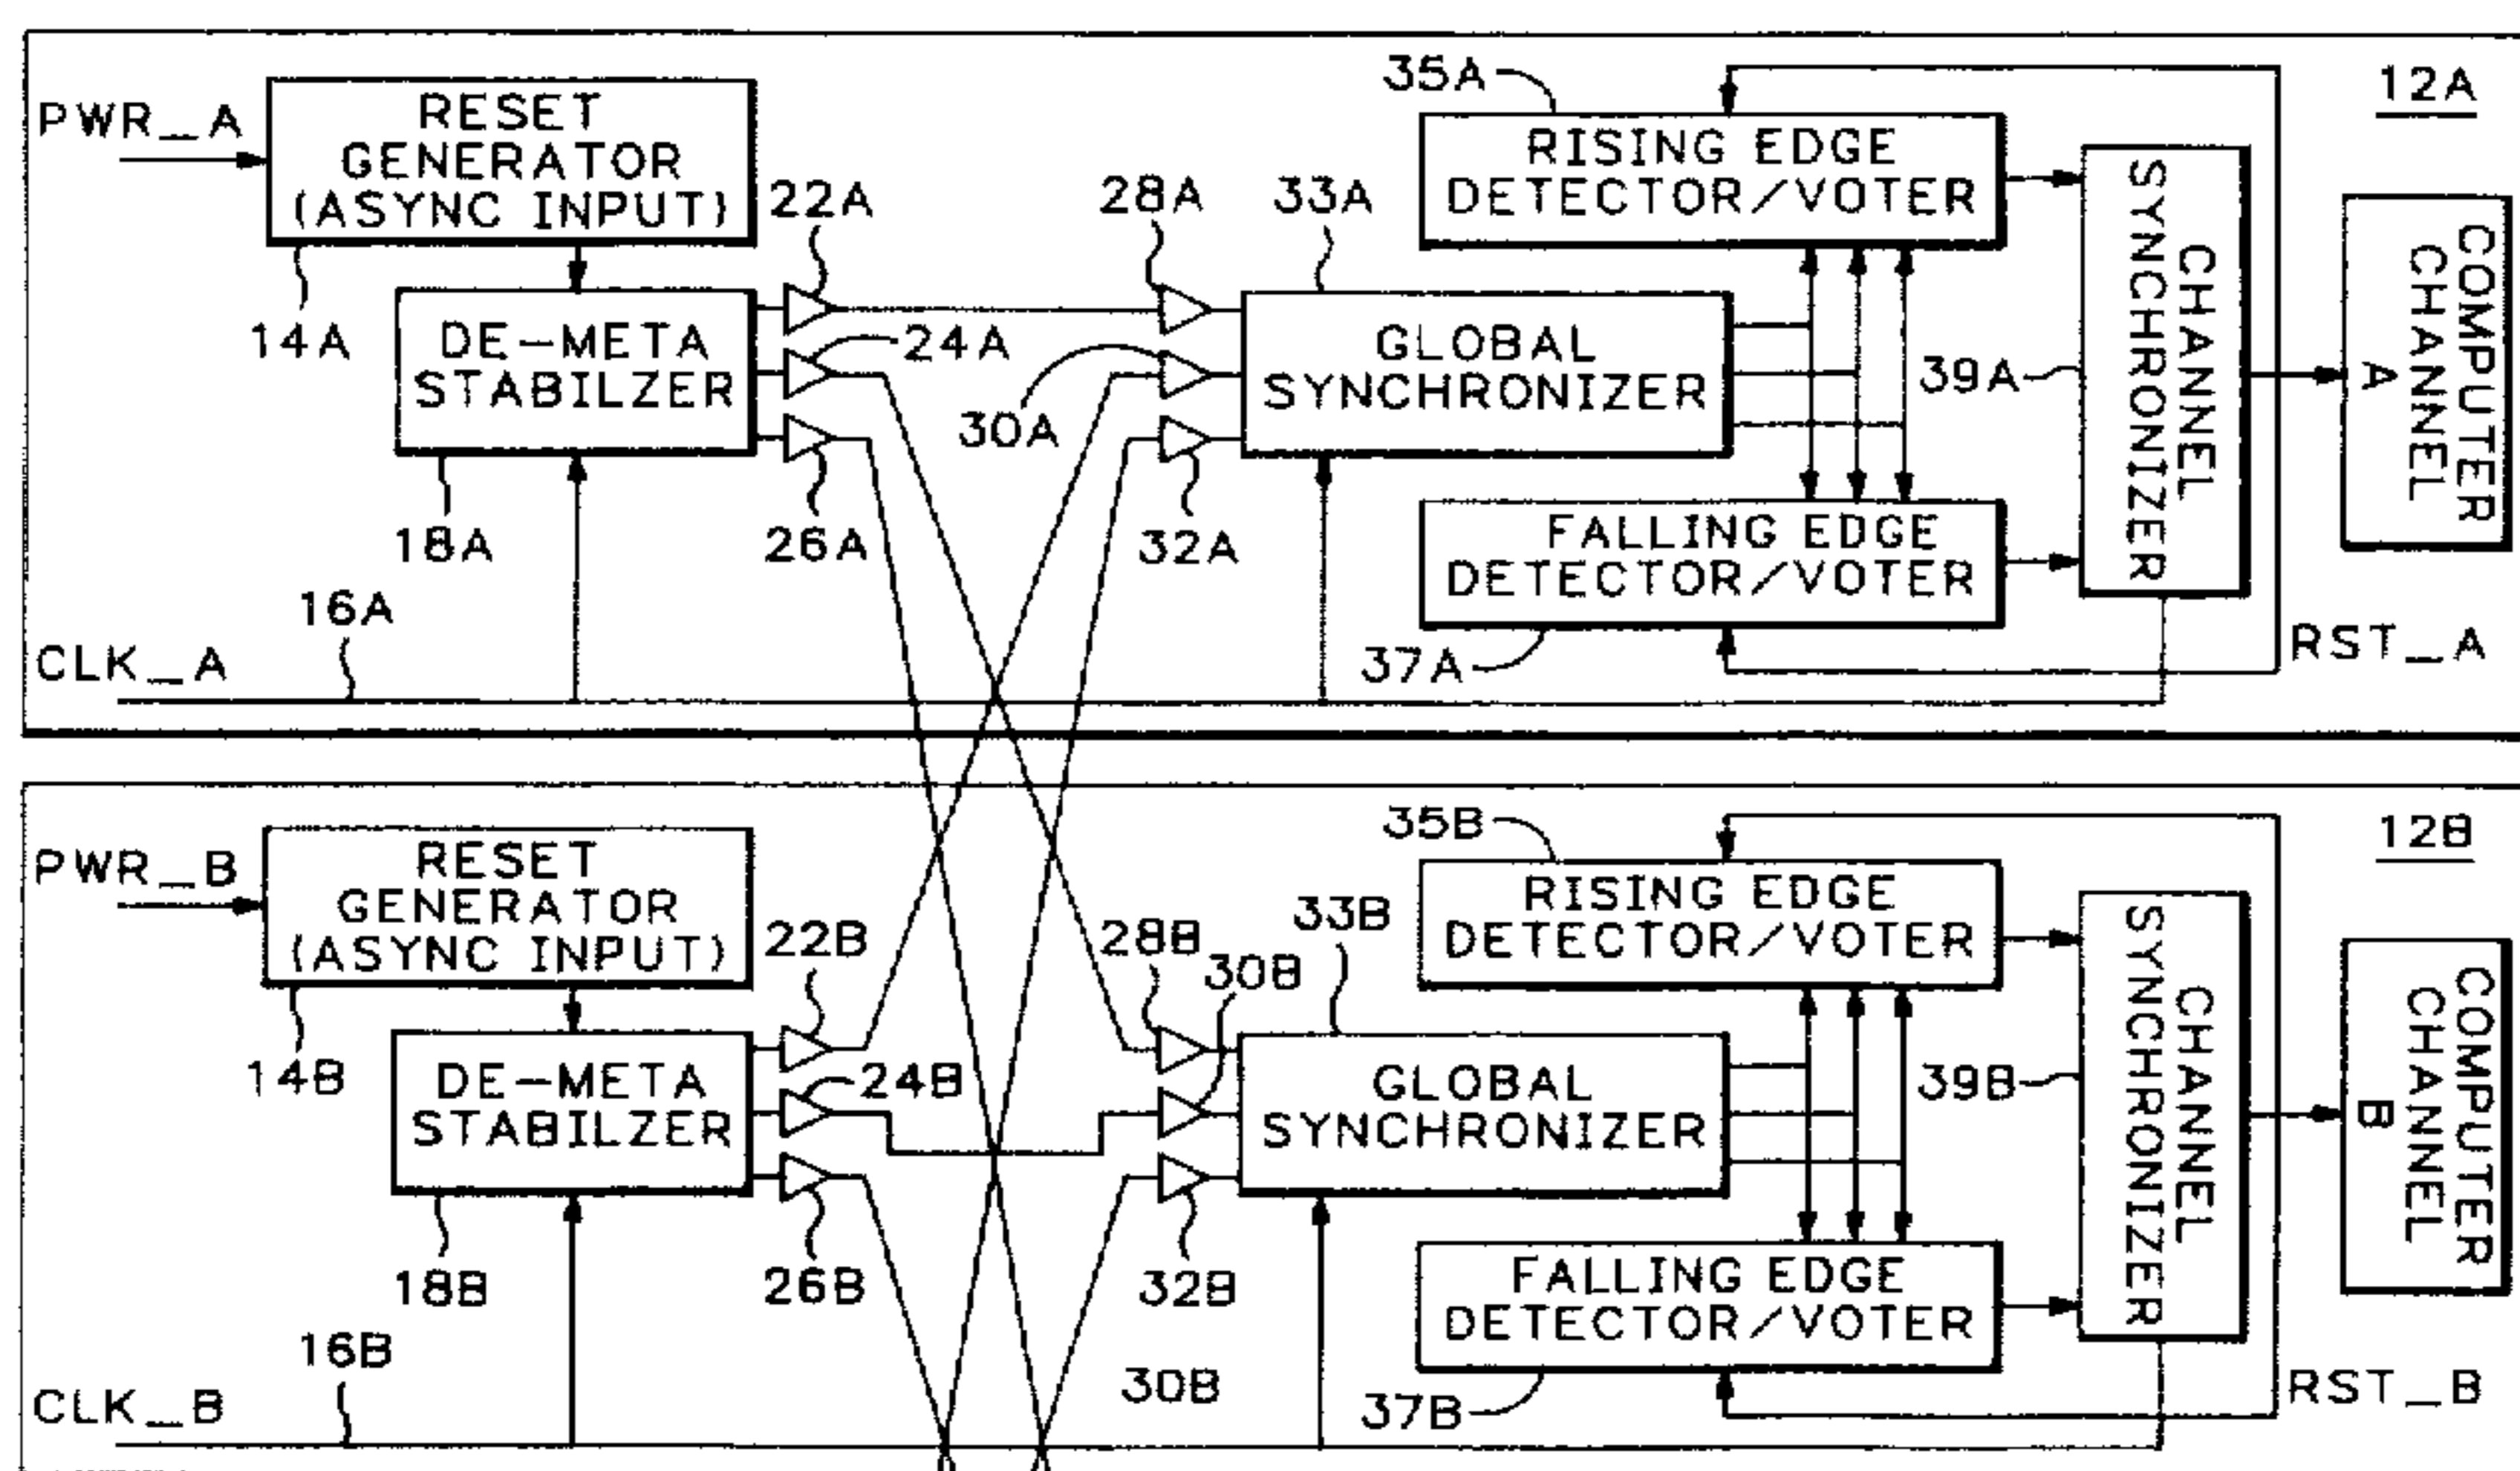 35A
12A
PWR_A
RESET
GENERATOR
(ASYNC INPUT)
22A
28A
33A
RISING EDGE
DETECTOR/VOTER
CHANNEL
SYNCHRONIZER
COMPUTER
CHANNEL
A
14A
DE-META
STABILZER
24A
30A
GLOBAL
SYNCHRONIZER
39A
18A
26A
32A
FALLING EDGE
DETECTOR/VOTER
16A
CLK_A
37A
RST_A
35B
12B
PWR_B
RESET
GENERATOR
(ASYNC INPUT)
22B
28B
30B
33B
RISING EDGE
DETECTOR/VOTER
CHANNEL
SYNCHRONIZER
COMPUTER
CHANNEL
B
14B
DE-META
STABILZER
24B
GLOBAL
SYNCHRONIZER
39B
18B
26B
32B
FALLING EDGE
DETECTOR/VOTER
16B
CLK_B
30B
37B
RST_B